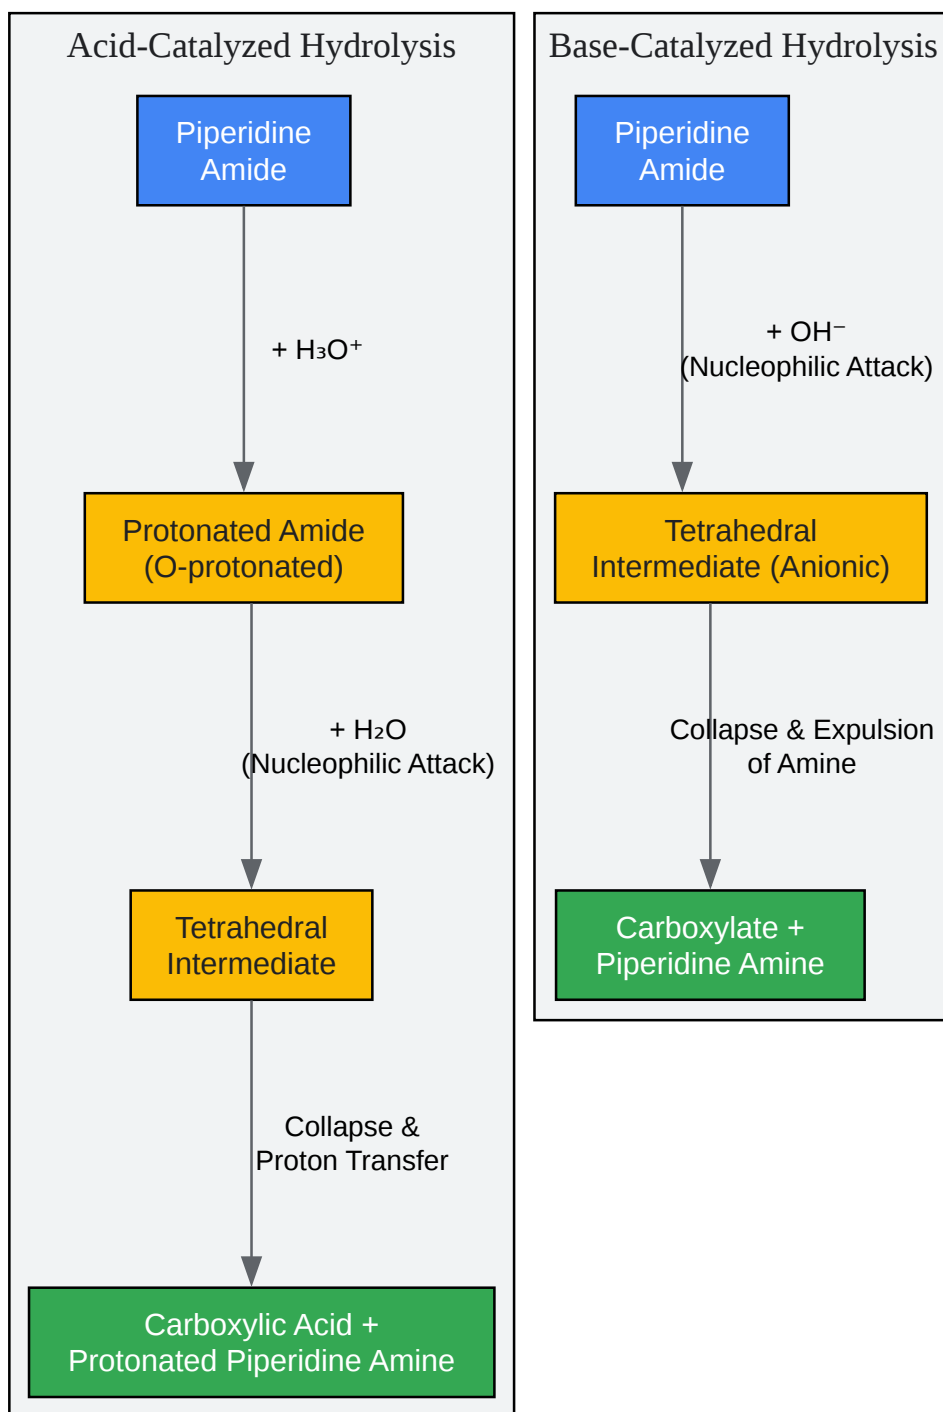 Acid-Catalyzed Hydrolysis
Piperidine
Amide
+ H₃O⁺
Protonated Amide
(O-protonated)
+ H₂O
(Nucleophilic Attack)
Tetrahedral
Intermediate
Collapse &
Proton Transfer
Carboxylic Acid +
Protonated Piperidine Amine
Base-Catalyzed Hydrolysis
Piperidine
Amide
+ OH⁻
(Nucleophilic Attack)
Tetrahedral
Intermediate (Anionic)
Collapse & Expulsion
of Amine
Carboxylate +
Piperidine Amine